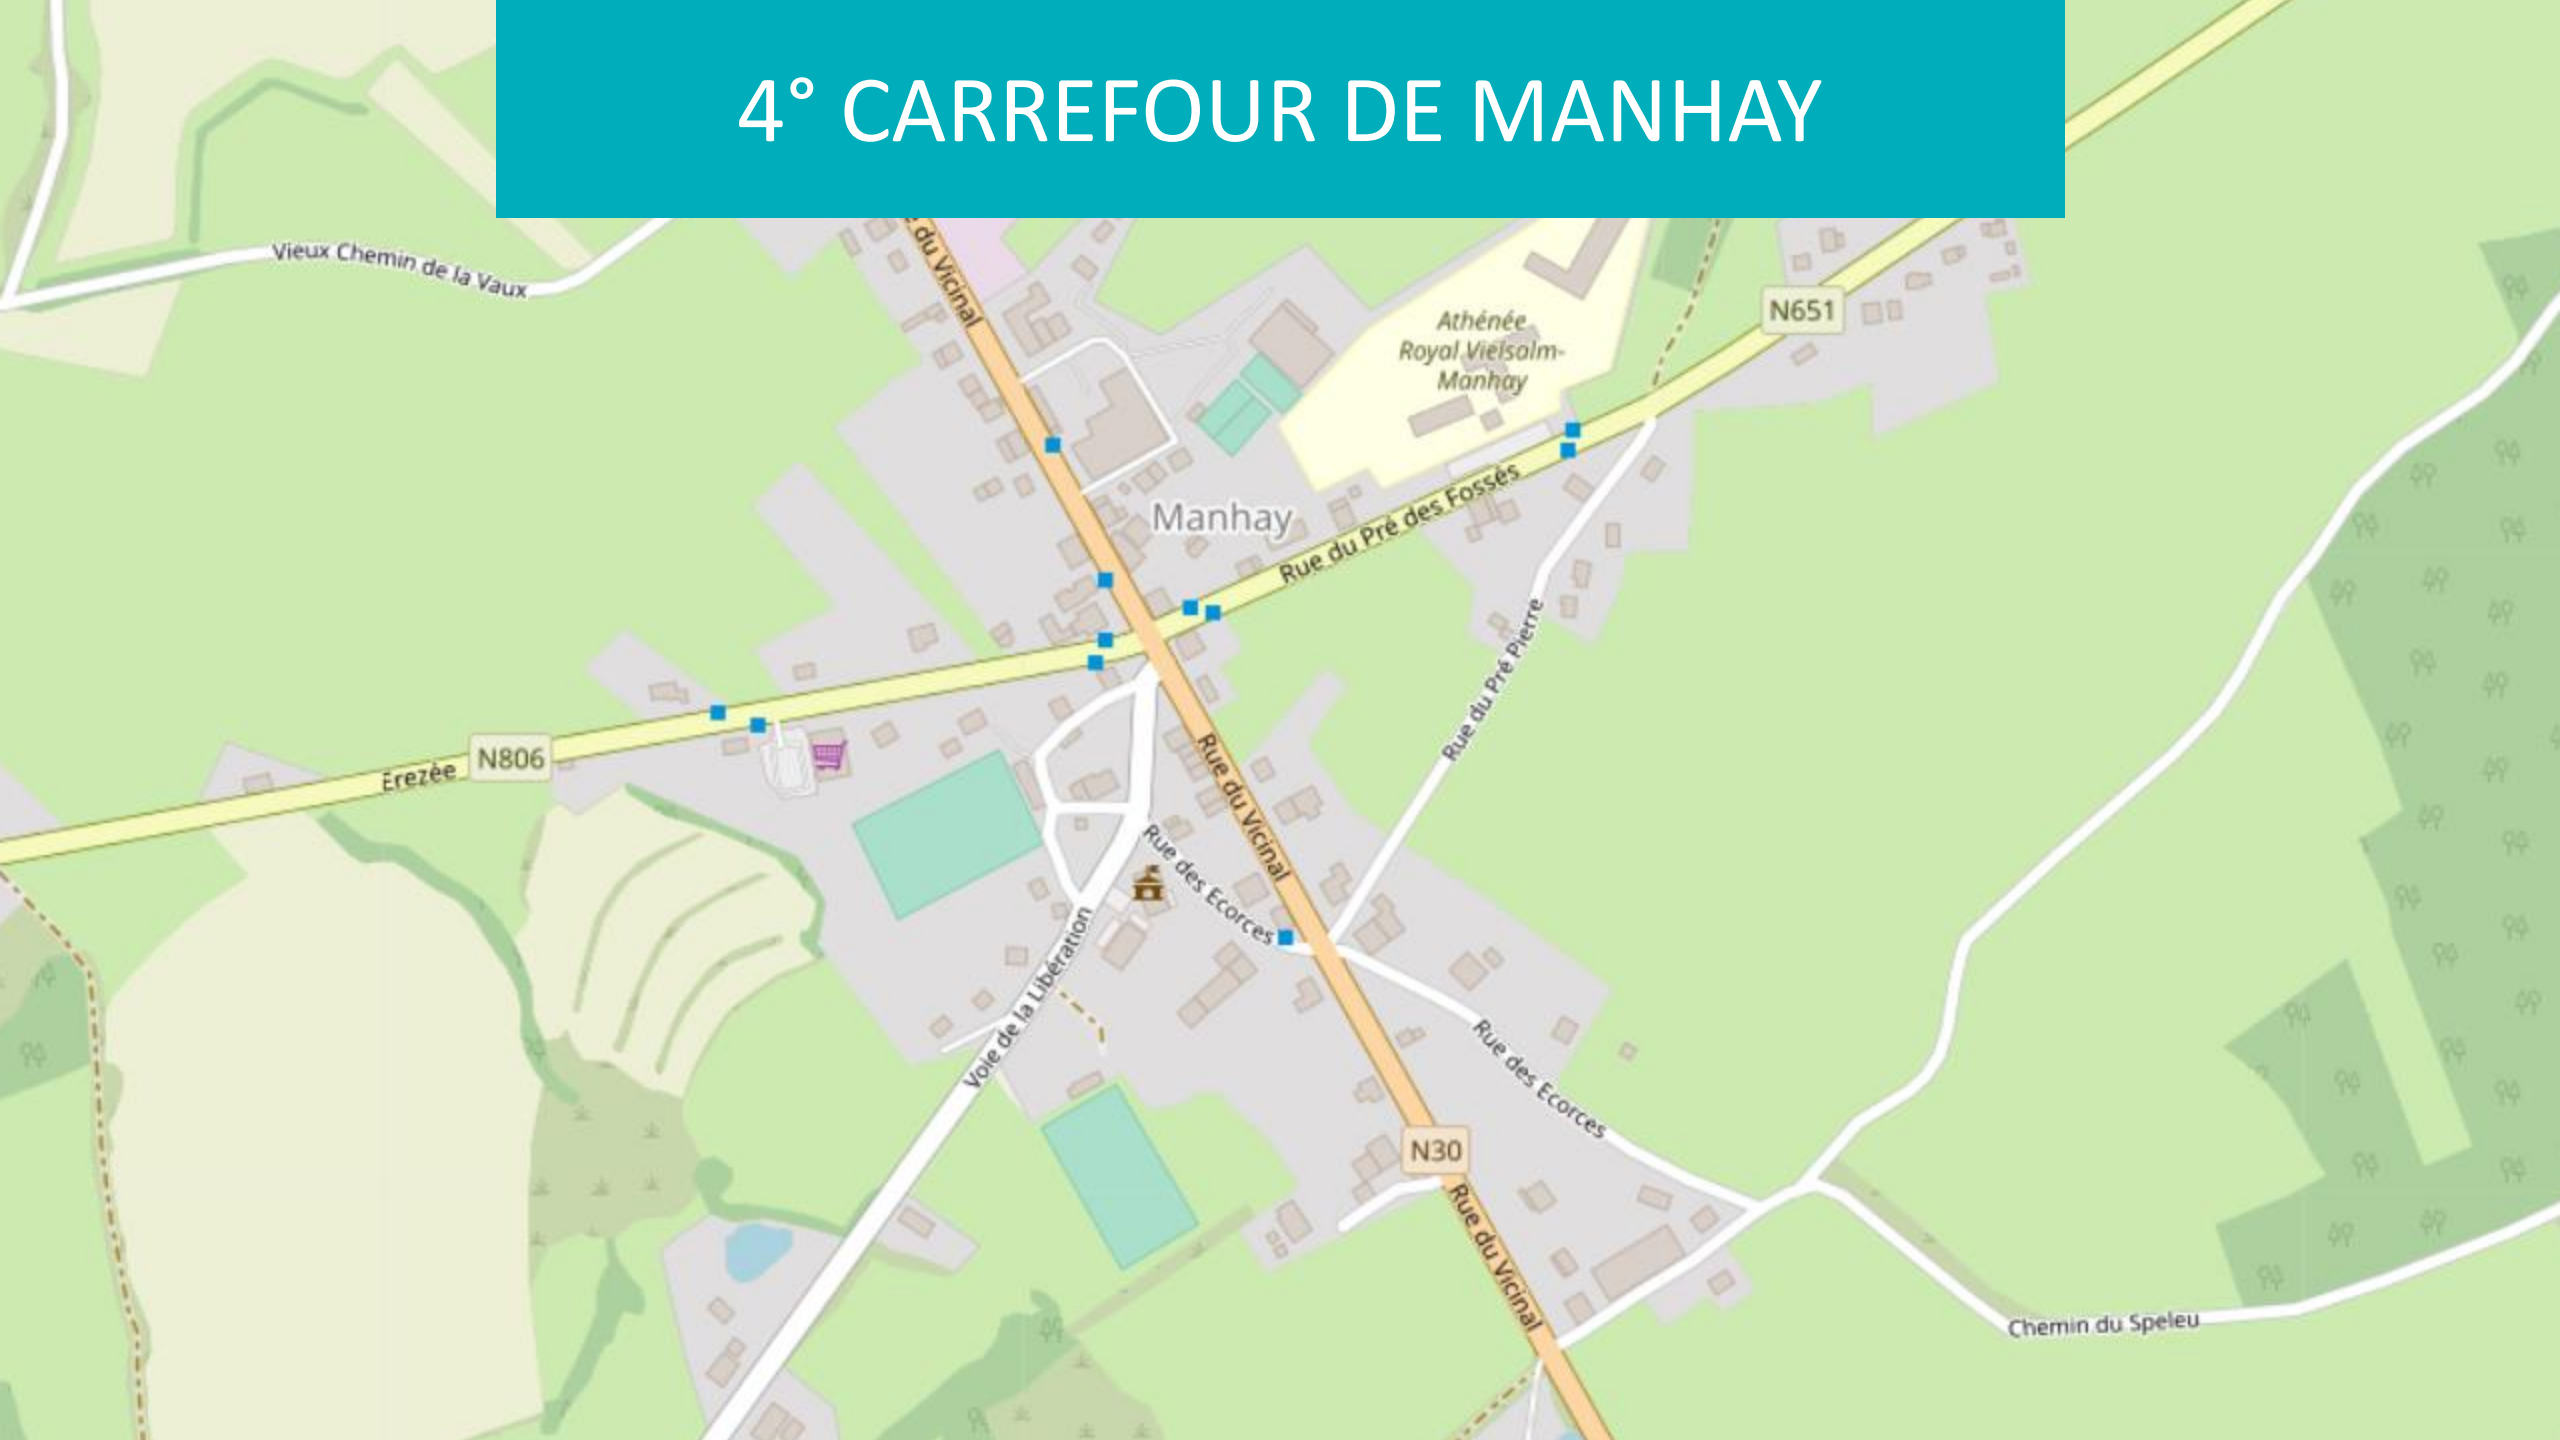 4° CARREFOUR DE MANHAY
du Vicinal
Vieux Chemin de la Vaux
N651
Athénée
Royal Vielsalm-
Manhay
Manhay
Rue du Pré des Fossés
Rue du Pré Pierre
N806
Érezée
Rue du Vicinal
Rue des Ecorces
Voie de la Libération
Rue des Ecorces
N30
Rue du Vicinal
Chemin du Speleu